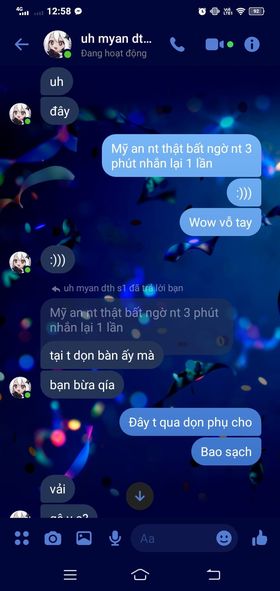 4G 12:58 92
uh myan dth...
Đang hoạt động
uh
đây
Mỹ an nt thật bất ngờ nt 3
phút nhắn lại 1 lần
:)))
Wow vỗ tay
:)))
uh myan dth s1 đã trả lời bạn
Mỹ an nt thật bất ngờ nt 3
phút nhắn lại 1 lần
tại t dọn bàn ấy mà
bạn bừa qía
Đây t qua dọn phụ cho
Bao sạch
vải
Aa